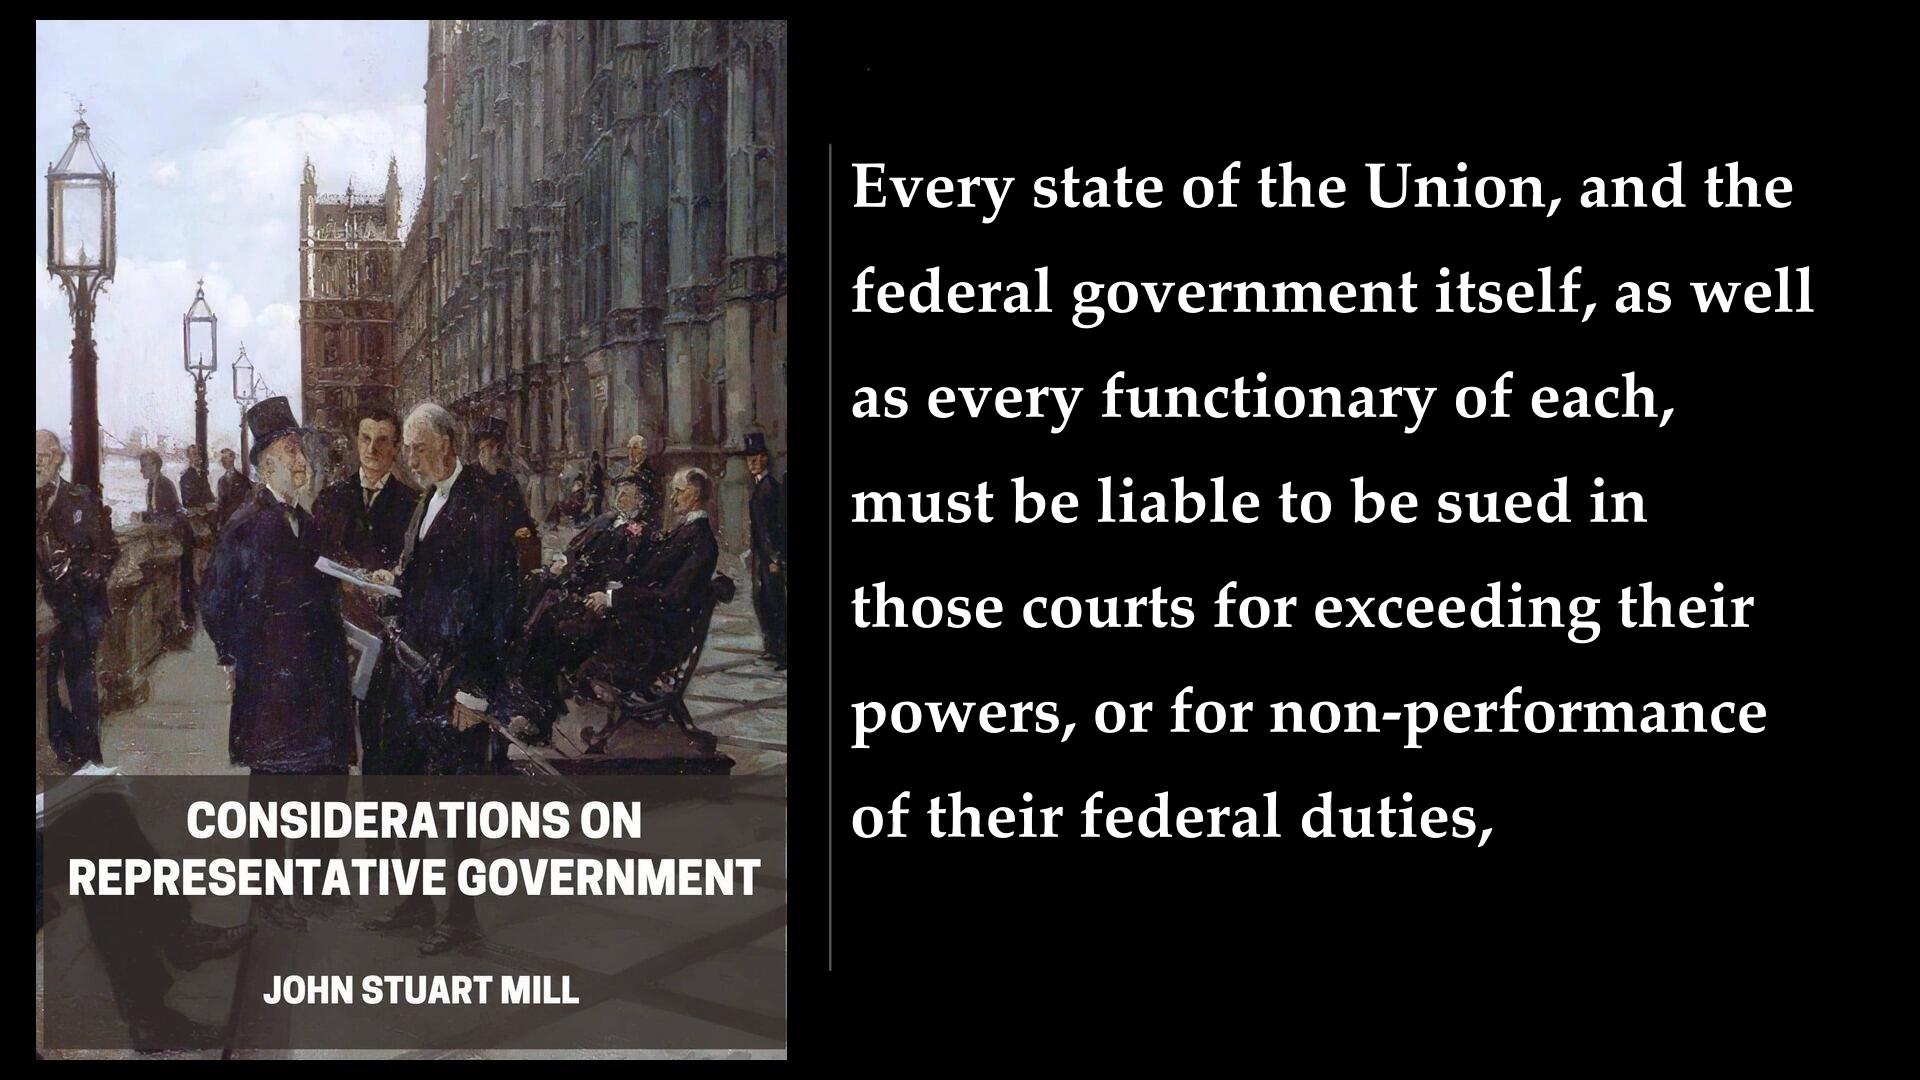 CONSIDERATIONS ON
REPRESENTATIVE GOVERNMENT
JOHN STUART MILL
Every state of the Union, and the
federal government itself, as well
as every functionary of each,
must be liable to be sued in
those courts for exceeding their
powers, or for non-performance
of their federal duties,